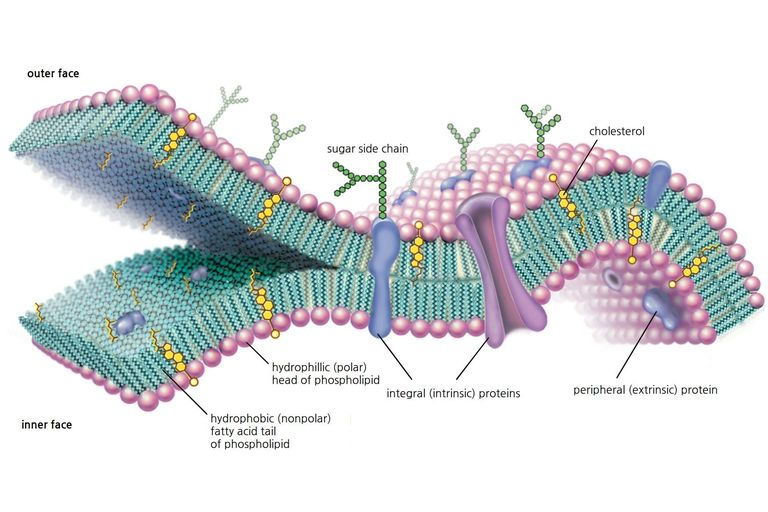 outer face
sugar side chain
cholesterol
hydrophillic (polar)
head of phospholipid
integral (intrinsic) proteins
peripheral (extrinsic) protein
inner face
hydrophobic (nonpolar)
fatty acid tail
of phospholipid